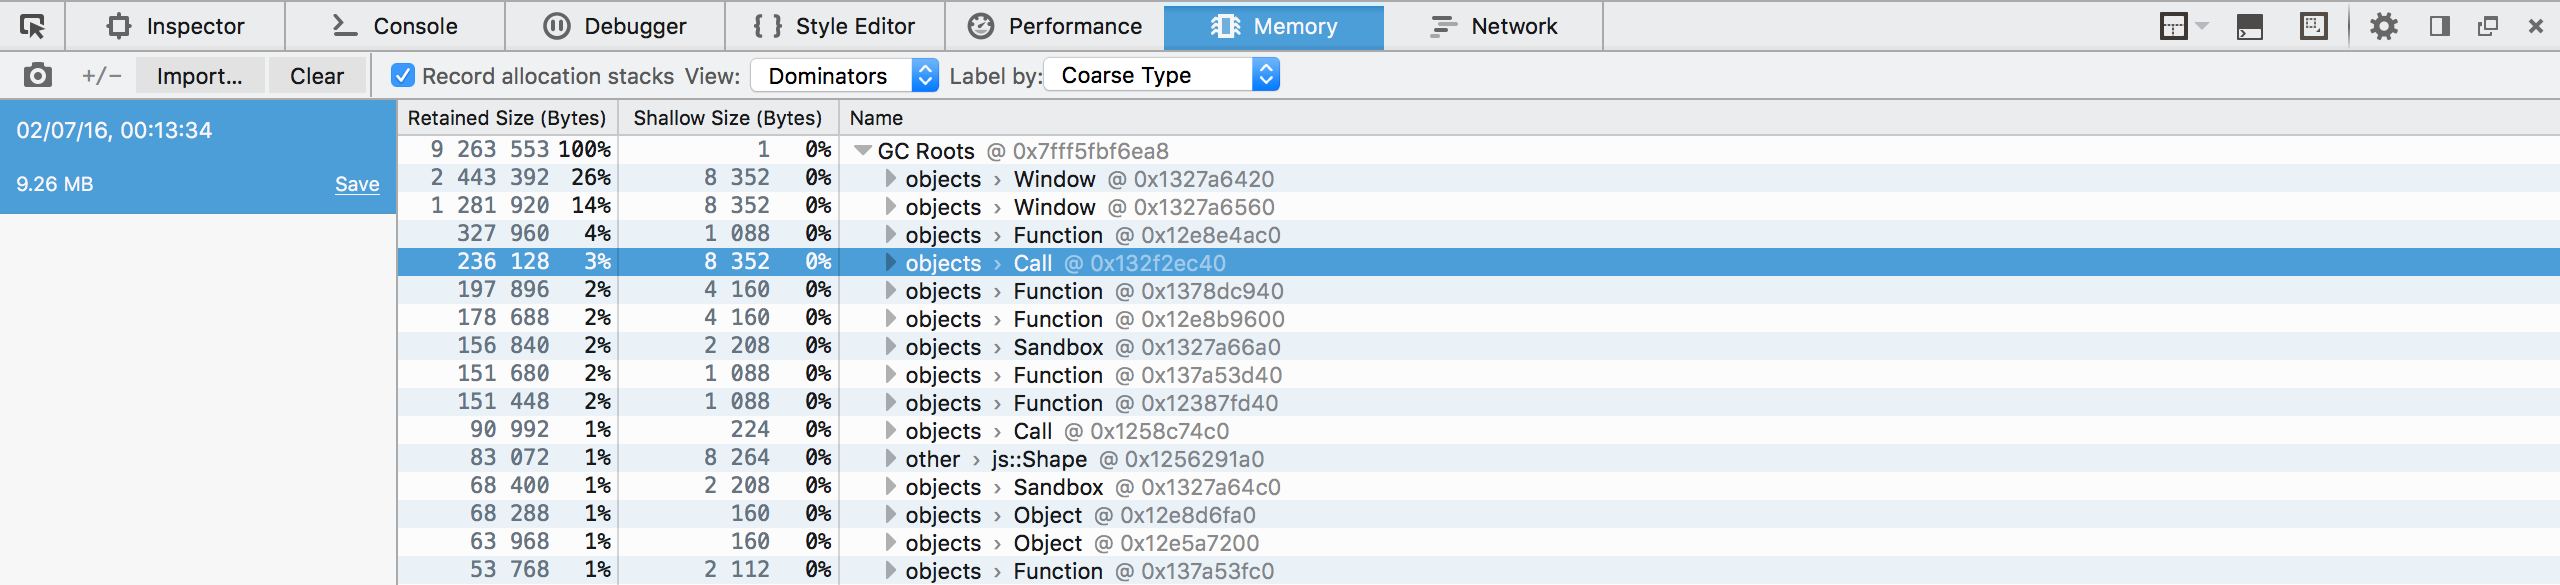 Inspector Console Debugger { } Style Editor Performance Memory Network
+/- Import... Clear Record allocation stacks View: Dominators Label by: Coarse Type
02/07/16, 00:13:34
9.26 MB Save
Retained Size (Bytes) Shallow Size (Bytes) Name
9 263 553 100% 1 0% GC Roots @ 0x7fff5fbf6ea8
2 443 392 26% 8 352 0% objects › Window @ 0x1327a6420
1 281 920 14% 8 352 0% objects › Window @ 0x1327a6560
327 960 4% 1 088 0% objects › Function @ 0x12e8e4ac0
236 128 3% 8 352 0% objects › Call @ 0x132f2ec40
197 896 2% 4 160 0% objects › Function @ 0x1378dc940
178 688 2% 4 160 0% objects › Function @ 0x12e8b9600
156 840 2% 2 208 0% objects › Sandbox @ 0x1327a66a0
151 680 2% 1 088 0% objects › Function @ 0x137a53d40
151 448 2% 1 088 0% objects › Function @ 0x12387fd40
90 992 1% 224 0% objects › Call @ 0x1258c74c0
83 072 1% 8 264 0% other › js::Shape @ 0x1256291a0
68 400 1% 2 208 0% objects › Sandbox @ 0x1327a64c0
68 288 1% 160 0% objects › Object @ 0x12e8d6fa0
63 968 1% 160 0% objects › Object @ 0x12e5a7200
53 768 1% 2 112 0% objects › Function @ 0x137a53fc0